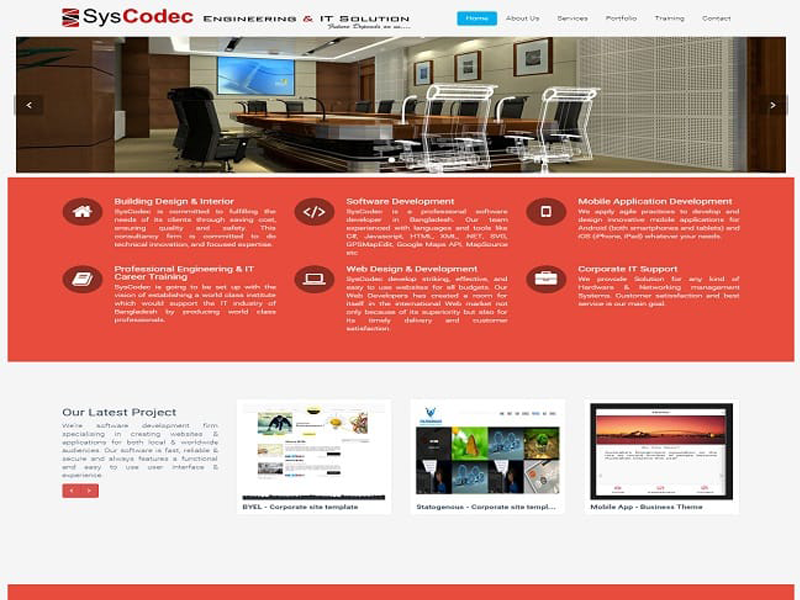 SysCodec Engineering & IT Solution
Future Depends on us.....
Home About Us Services Portfolio Training Contact
Building Design & Interior
SysCodec is committed to fulfilling the
needs of its clients through saving cost,
ensuring quality and safety. This
consultancy firm is committed to do
technical innovation, and focused expertise.
Software Development
SysCodec is a professional software
developer in Bangladesh. Our team
experienced with languages and tools like
C#, Javascript, HTML, XML, .NET, SVG,
GPSMapEdit, Google Maps API, MapSource
etc
Mobile Application Development
We apply agile practices to develop and
design innovative mobile applications for
Android (both smartphones and tablets) and
iOS (iPhone, iPad) whatever your needs.
Professional Engineering & IT
Career Training
SysCodec is going to be set up with the
vision of establishing a world class institute
which would support the IT industry of
Bangladesh by producing world class
professionals.
Web Design & Development
SysCodec develop striking, effective, and
easy to use websites for all budgets. Our
Web Developers has created a room for
itself in the international Web market not
only because of its superiority but also for
its timely delivery and customer
satisfaction.
Corporate IT Support
We provide Solution for any kind of
Hardware & Networking management
Systems. Customer satisfaction and best
service is our main goal.
Our Latest Project
We're software development firm
specialising in creating websites &
applications for both local & worldwide
audiences. Our software is fast, reliable &
secure and always features a functional
and easy to use user interface &
experience.
BYEL - Corporate site template
Statogenous - Corporate site templ...
Mobile App - Business Theme